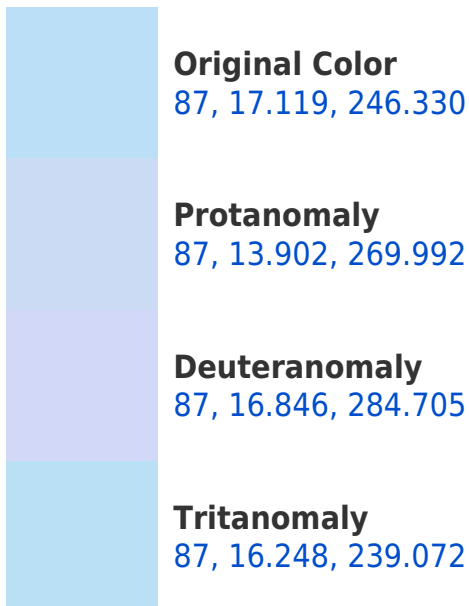 Original Color
87, 17.119, 246.330
Protanomaly
87, 13.902, 269.992
Deuteranomaly
87, 16.846, 284.705
Tritanomaly
87, 16.248, 239.072